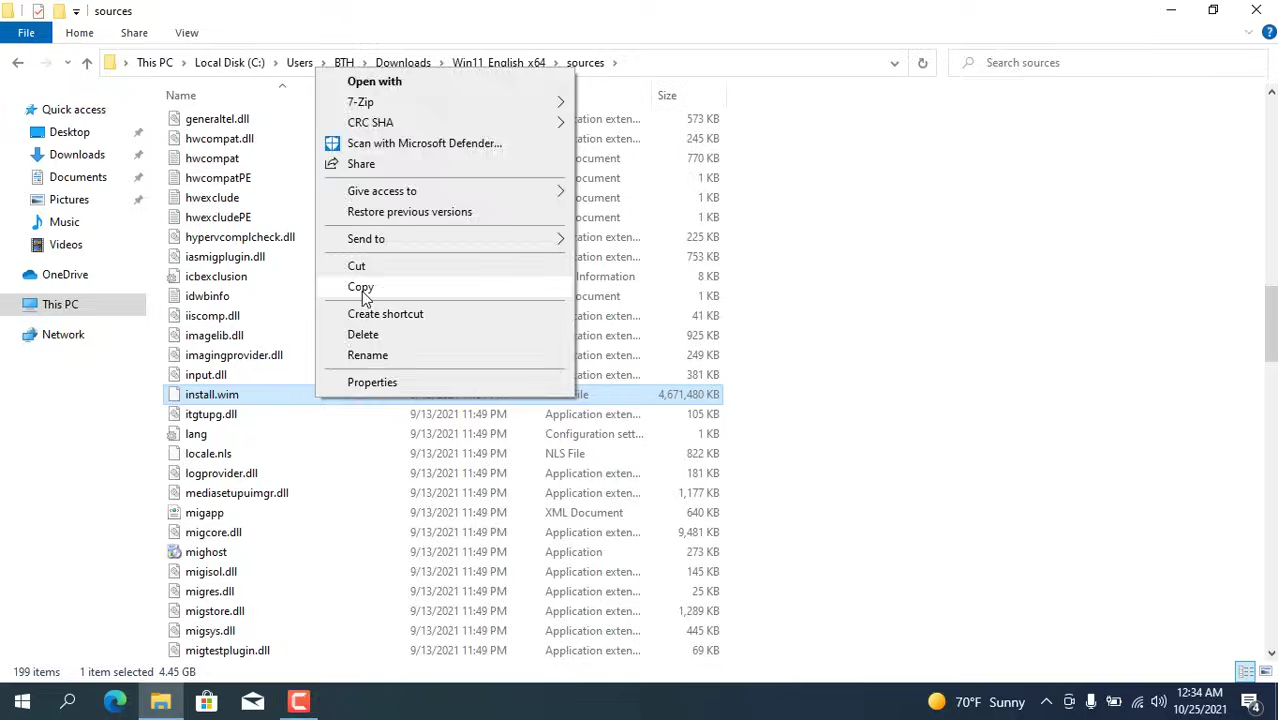 sources
File Home Share View
This PC Local Disk (C:) Users BTH Downloads Win11_English_x64 sources
Search sources
Name Size
Quick access
Desktop
Downloads
Documents
Pictures
Music
Videos
OneDrive
This PC
Network
Open with
7-Zip
CRC SHA
Scan with Microsoft Defender...
Share
Give access to
Restore previous versions
Send to
Cut
Copy
Create shortcut
Delete
Rename
Properties
generaltel.dll Application exten... 573 KB
hwcompat.dll Application exten... 245 KB
hwcompat ocument 770 KB
hwcompatPE ocument 1 KB
hwexclude ocument 1 KB
hwexcludePE ocument 1 KB
hypervcomplcheck.dll pplication exten... 225 KB
iasmigplugin.dll pplication exten... 753 KB
icbexclusion Information 8 KB
idwbinfo ocument 1 KB
iiscomp.dll pplication exten... 41 KB
imagelib.dll pplication exten... 925 KB
imagingprovider.dll pplication exten... 249 KB
input.dll pplication exten... 381 KB
install.wim ile 4,671,480 KB
itgtupg.dll 9/13/2021 11:49 PM Application exten... 105 KB
lang 9/13/2021 11:49 PM Configuration sett... 1 KB
locale.nls 9/13/2021 11:49 PM NLS File 822 KB
logprovider.dll 9/13/2021 11:49 PM Application exten... 181 KB
mediasetupuimgr.dll 9/13/2021 11:49 PM Application exten... 1,177 KB
migapp 9/13/2021 11:49 PM XML Document 640 KB
migcore.dll 9/13/2021 11:49 PM Application exten... 9,481 KB
mighost 9/13/2021 11:49 PM Application 273 KB
migisol.dll 9/13/2021 11:49 PM Application exten... 145 KB
migres.dll 9/13/2021 11:49 PM Application exten... 25 KB
migstore.dll 9/13/2021 11:49 PM Application exten... 1,289 KB
migsys.dll 9/13/2021 11:49 PM Application exten... 445 KB
migtestplugin.dll 9/13/2021 11:49 PM Application exten... 69 KB
199 items 1 item selected 4.45 GB
70°F Sunny
12:34 AM
10/25/2021
4